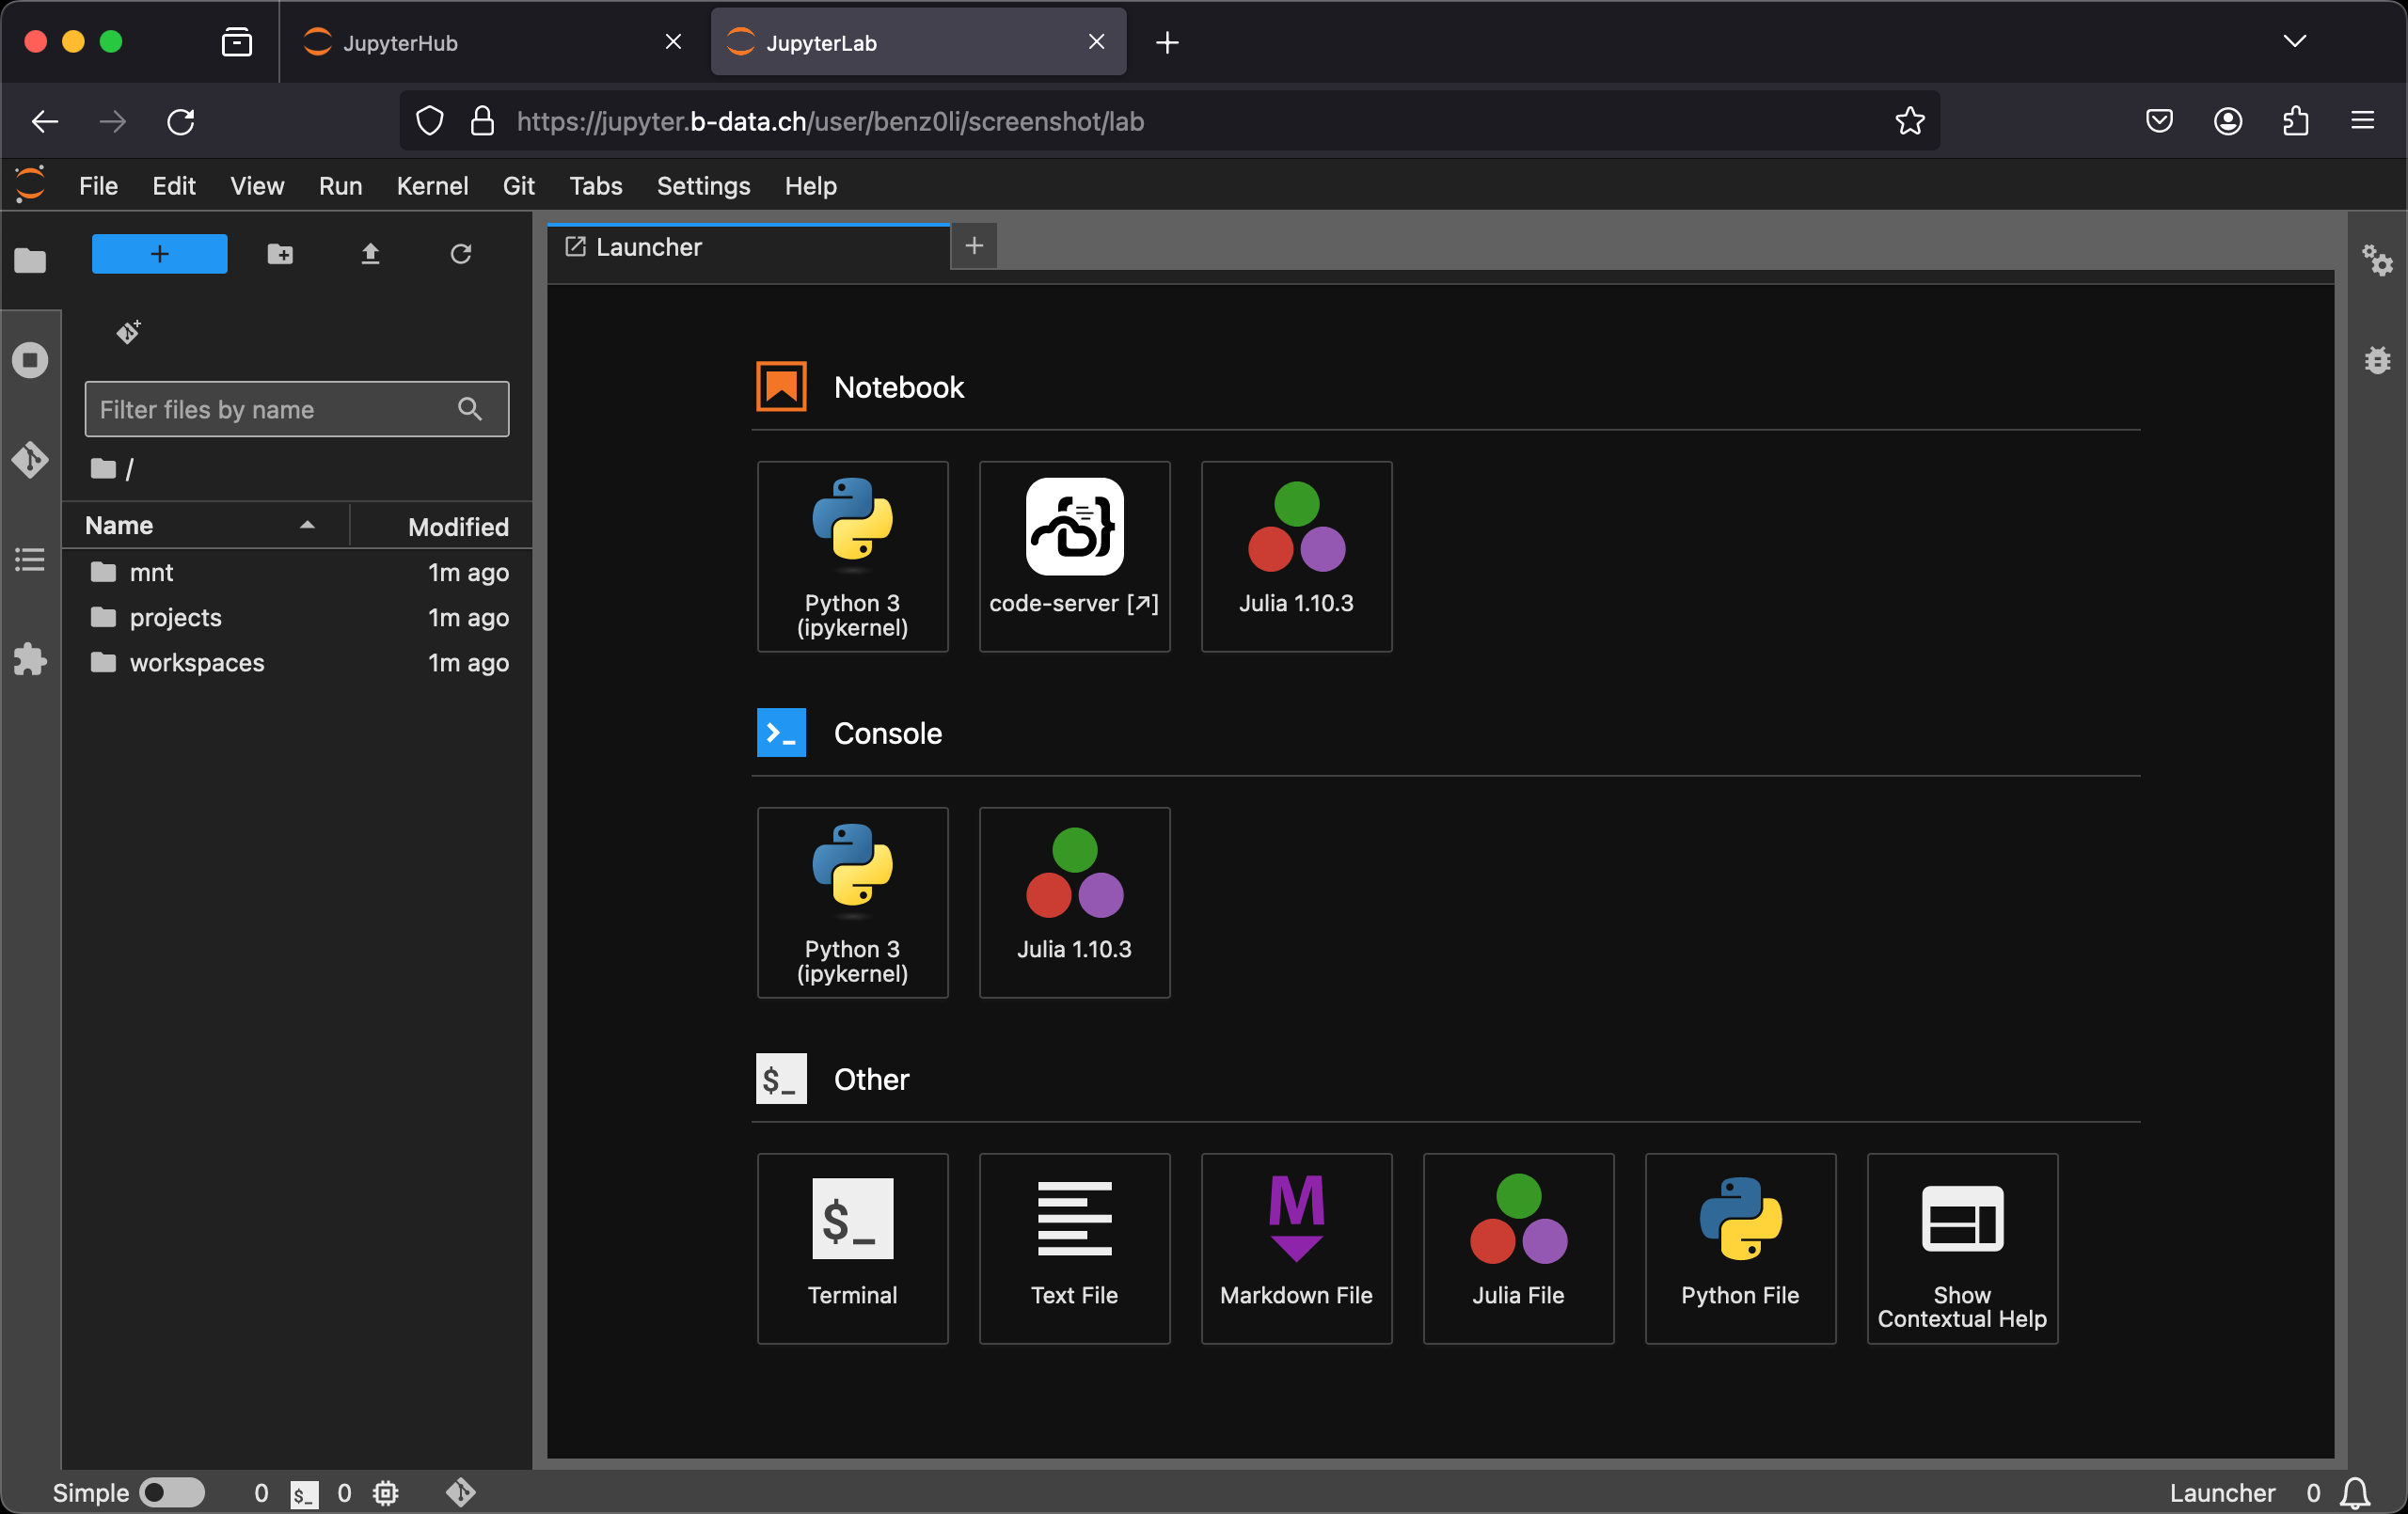 JupyterHub
JupyterLab
https://jupyter.b-data.ch/user/benz0li/screenshot/lab
File Edit View Run Kernel Git Tabs Settings Help
Launcher
Filter files by name
/
Name Modified
mnt 1m ago
projects 1m ago
workspaces 1m ago
Notebook
Python 3
(ipykernel)
code-server [↗]
Julia 1.10.3
Console
Python 3
(ipykernel)
Julia 1.10.3
$_ Other
$_
Terminal
Text File
M
Markdown File
Julia File
Python File
Show
Contextual Help
Simple 0 $_ 0 Launcher 0